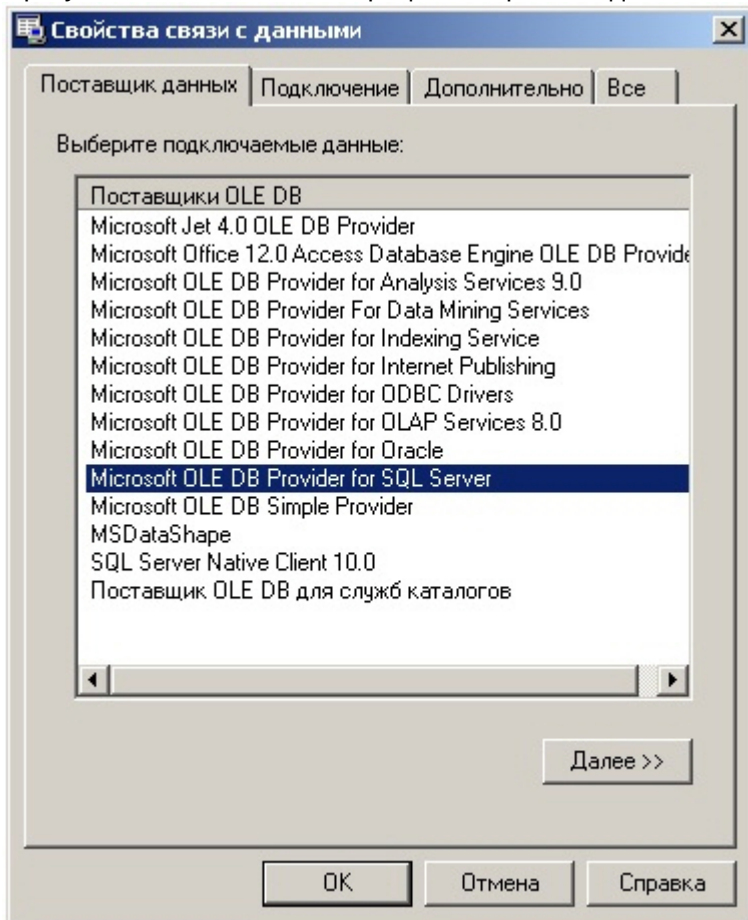 Свойства связи с данными
Поставщик данных Подключение Дополнительно Все
Выберите подключаемые данные:
Поставщики OLE DB
Microsoft Jet 4.0 OLE DB Provider
Microsoft Office 12.0 Access Database Engine OLE DB Provide
Microsoft OLE DB Provider for Analysis Services 9.0
Microsoft OLE DB Provider For Data Mining Services
Microsoft OLE DB Provider for Indexing Service
Microsoft OLE DB Provider for Internet Publishing
Microsoft OLE DB Provider for ODBC Drivers
Microsoft OLE DB Provider for OLAP Services 8.0
Microsoft OLE DB Provider for Oracle
Microsoft OLE DB Provider for SQL Server
Microsoft OLE DB Simple Provider
MSDataShape
SQL Server Native Client 10.0
Поставщик OLE DB для служб каталогов
Далее >>
OK Отмена Справка